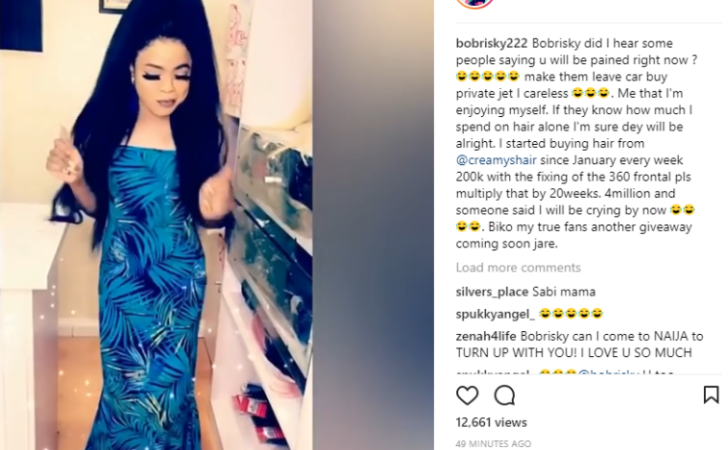 bobrisky222 Bobrisky did I hear some
people saying u will be pained right now ?
😂😂😂😂😂 make them leave car buy
private jet I careless 😂😂😂. Me that I'm
enjoying myself. If they know how much I
spend on hair alone I'm sure dey will be
alright. I started buying hair from
@creamyshair since January every week
200k with the fixing of the 360 frontal pls
multiply that by 20weeks. 4million and
someone said I will be crying by now 😂😂
😂😂. Biko my true fans another giveaway
coming soon jare.
Load more comments
silvers_place Sabi mama
spukkyangel_ 😂😂😂😂😂
zenah4life Bobrisky can I come to NAIJA to
TURN UP WITH YOU! I LOVE U SO MUCH
spukkyangel_ 😂😂😂@bobrisky U too
12,661 views
49 MINUTES AGO